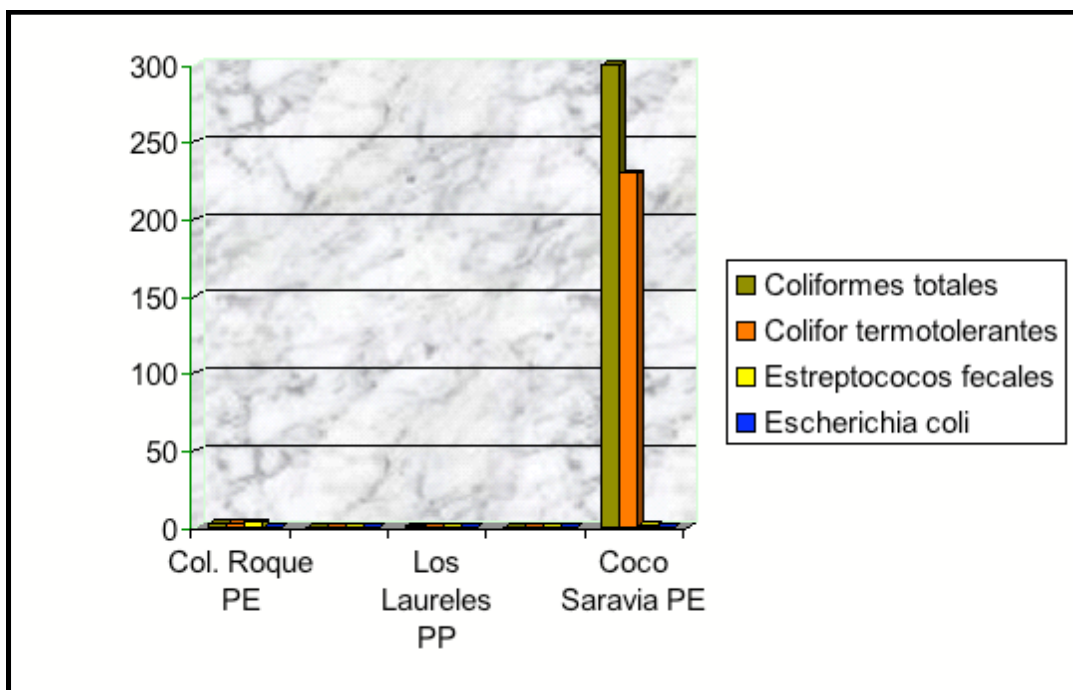 300
250
200
150
100
50
0
Col. Roque
PE
Los
Laureles
PP
Coco
Saravia PE
Coliformes totales
Colifor termotolerantes
Estreptococos fecales
Escherichia coli